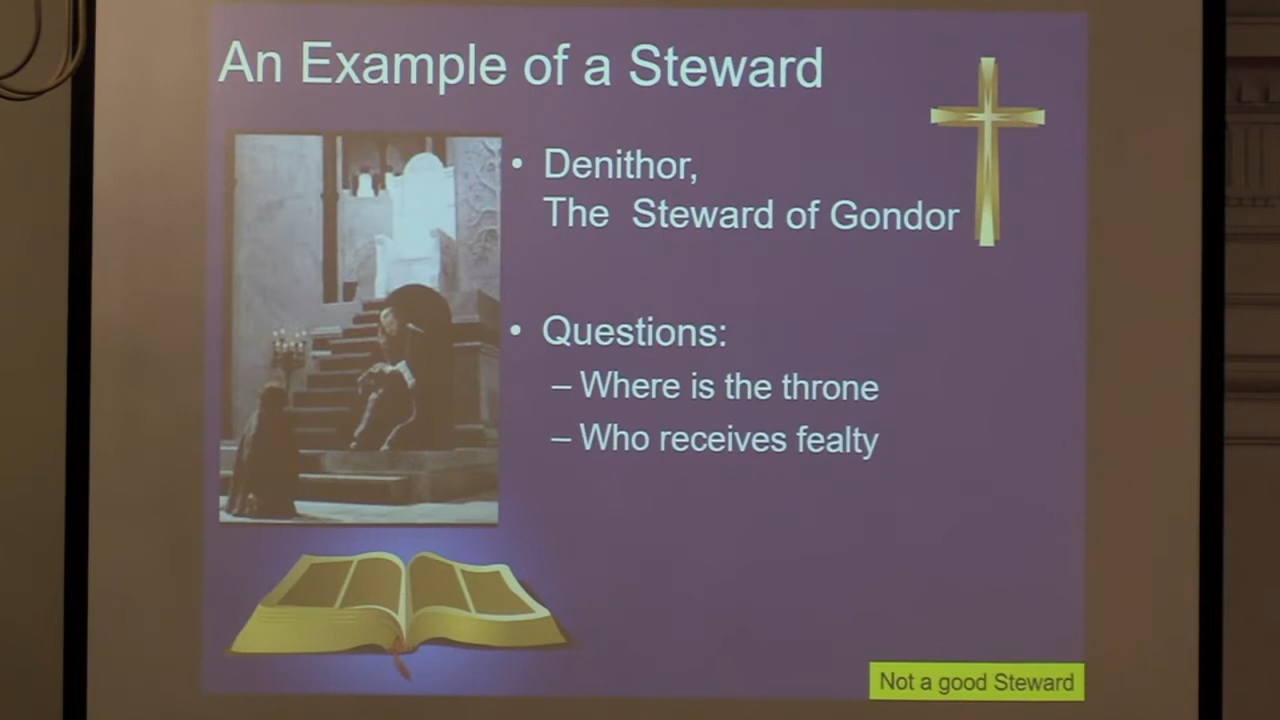 An Example of a Steward
• Denithor,
The Steward of Gondor
• Questions:
– Where is the throne
– Who receives fealty
Not a good Steward